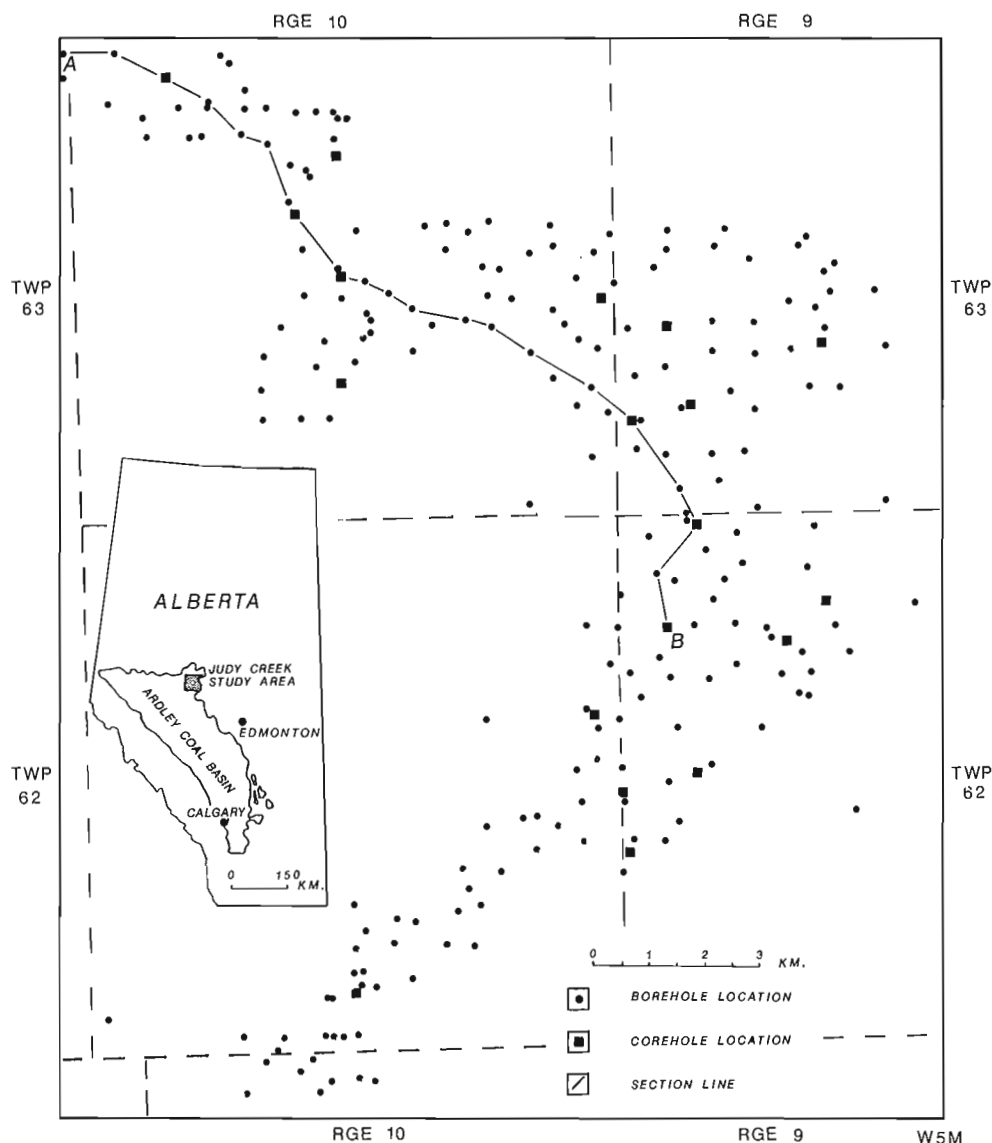 RGE 10
RGE 9
A
TWP
63
TWP
63
ALBERTA
JUDY CREEK
STUDY AREA
ARDLEY COAL BASIN
EDMONTON
CALGARY
0 150
KM.
B
TWP
62
TWP
62
0 1 2 3
KM.
BOREHOLE LOCATION
COREHOLE LOCATION
SECTION LINE
RGE 10
RGE 9
W5M